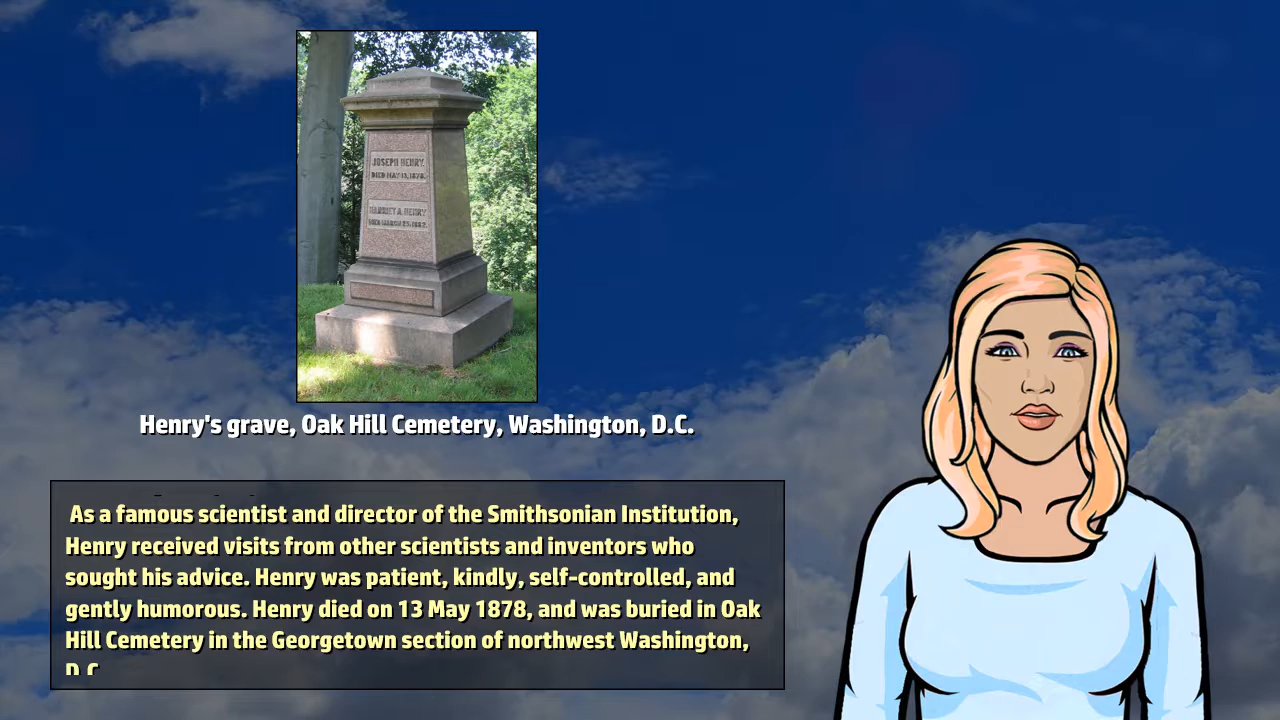 JOSEPH HENRY.
DIED MAY 13, 1878.
HARRIET A. HENRY
Henry's grave, Oak Hill Cemetery, Washington, D.C.
As a famous scientist and director of the Smithsonian Institution,
Henry received visits from other scientists and inventors who
sought his advice. Henry was patient, kindly, self-controlled, and
gently humorous. Henry died on 13 May 1878, and was buried in Oak
Hill Cemetery in the Georgetown section of northwest Washington,